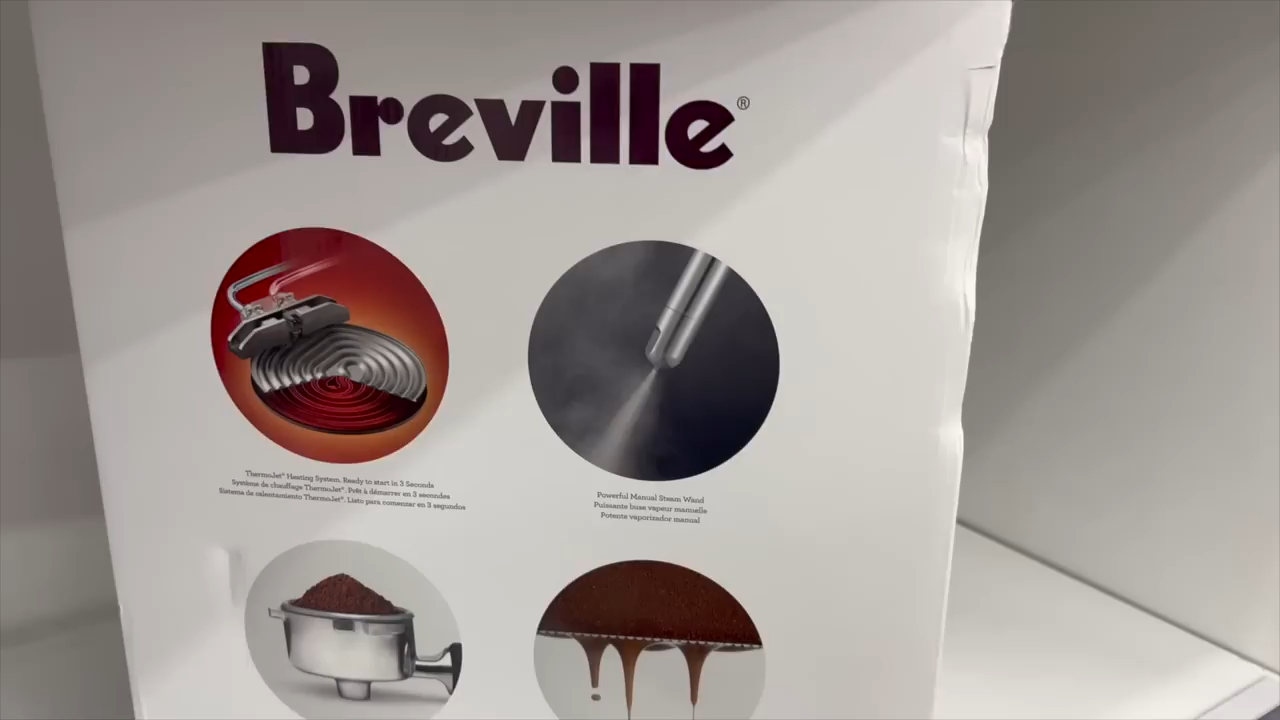 Breville®
ThermoJet® Heating System. Ready to start in 3 Seconds
Système de chauffage ThermoJet®. Prêt à démarrer en 3 secondes
Sistema de calentamiento ThermoJet®. Listo para comenzar en 3 segundos
Powerful Manual Steam Wand
Puissante buse vapeur manuelle
Potente vaporizador manual